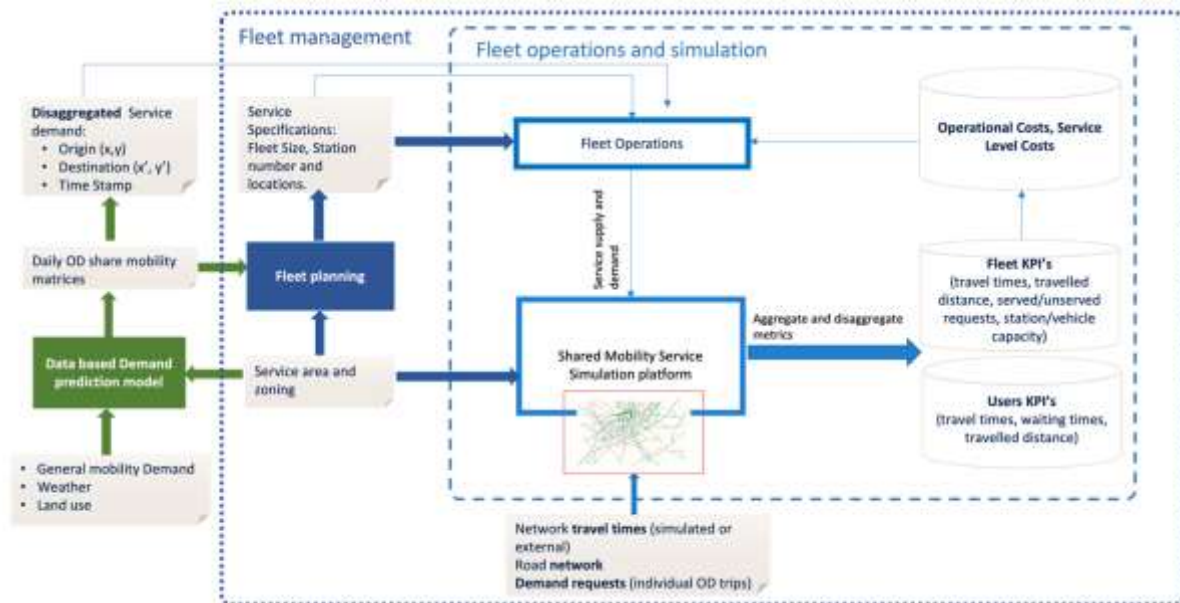 Fleet management
Fleet operations and simulation
Disaggregated Service
demand:
• Origin (x,y)
• Destination (x', y')
• Time Stamp
Service
Specifications:
Fleet Size, Station
number and
locations.
Fleet Operations
Operational Costs, Service
Level Costs
Service supply and
demand
Daily OD share mobility
matrices
Fleet planning
Fleet KPI's
(travel times, travelled
distance, served/unserved
requests, station/vehicle
capacity)
Aggregate and disaggregate
metrics
Data based Demand
prediction model
Service area and
zoning
Shared Mobility Service
Simulation platform
Users KPI's
(travel times, waiting times,
travelled distance)
• General mobility Demand
• Weather
• Land use
Network travel times (simulated or
external)
Road network
Demand requests (individual OD trips)